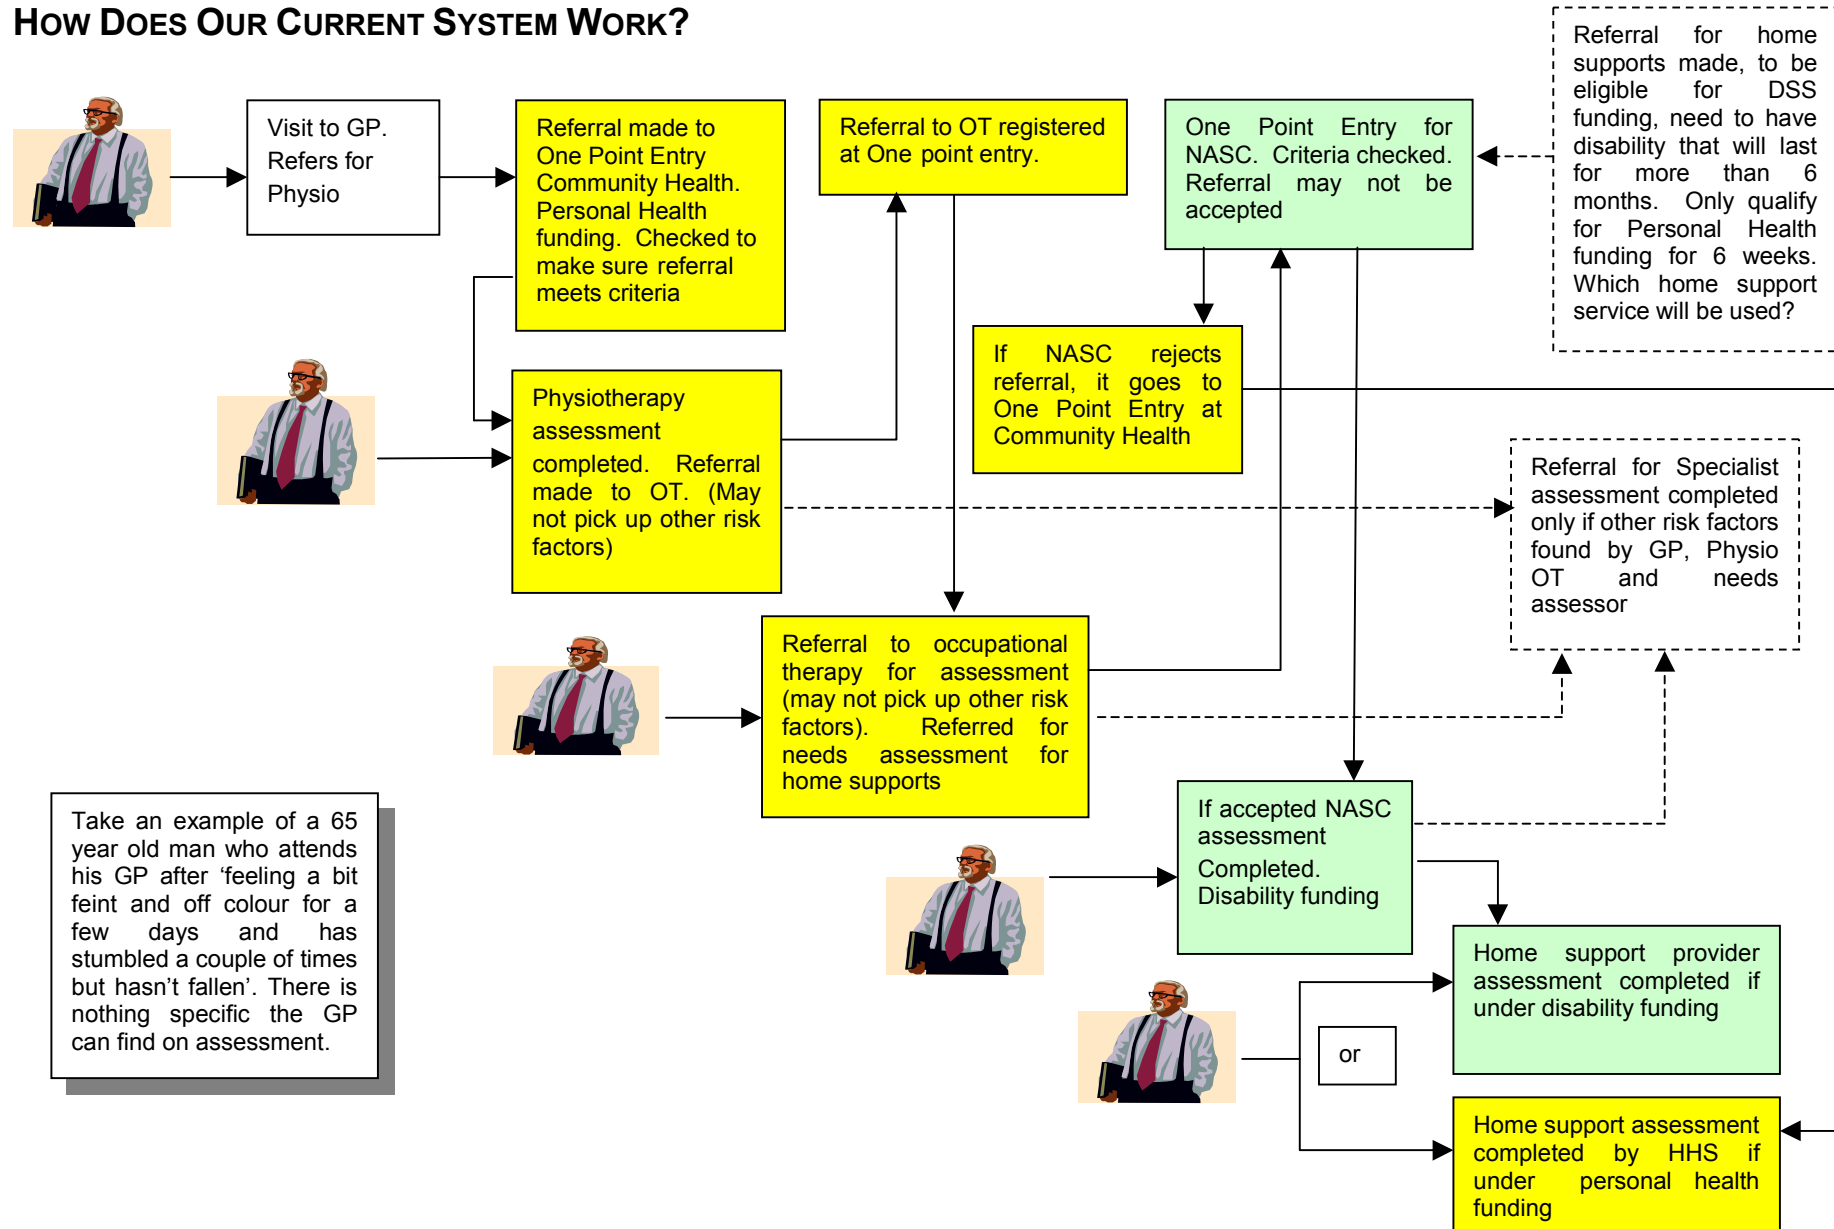 HOW DOES OUR CURRENT SYSTEM WORK?
Visit to GP.
Refers for
Physio
Referral made to
One Point Entry
Community Health.
Personal Health
funding. Checked to
make sure referral
meets criteria
Referral to OT registered
at One point entry.
One Point Entry for
NASC. Criteria checked.
Referral may not be
accepted
Referral for home
supports made, to be
eligible for DSS
funding, need to have
disability that will last
for more than 6
months. Only qualify
for Personal Health
funding for 6 weeks.
Which home support
service will be used?
If NASC rejects
referral, it goes to
One Point Entry at
Community Health
Physiotherapy
assessment
completed. Referral
made to OT. (May
not pick up other risk
factors)
Referral for Specialist
assessment completed
only if other risk factors
found by GP, Physio
OT and needs
assessor
Referral to occupational
therapy for assessment
(may not pick up other risk
factors). Referred for
needs assessment for
home supports
If accepted NASC
assessment
Completed.
Disability funding
Take an example of a 65
year old man who attends
his GP after ‘feeling a bit
feint and off colour for a
few days and has
stumbled a couple of times
but hasn’t fallen’. There is
nothing specific the GP
can find on assessment.
Home support provider
assessment completed if
under disability funding
or
Home support assessment
completed by HHS if
under personal health
funding